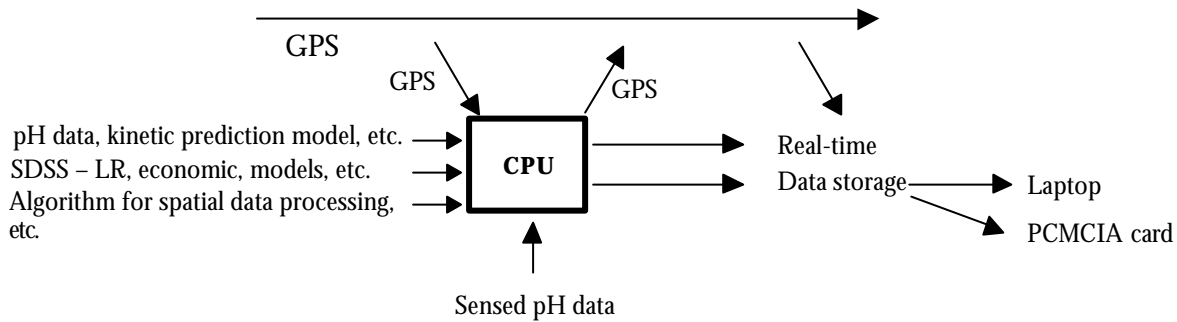 GPS
GPS
GPS
pH data, kinetic prediction model, etc.
SDSS – LR, economic, models, etc.
Algorithm for spatial data processing,
etc.
CPU
Real-time
Data storage
Laptop
PCMCIA card
Sensed pH data